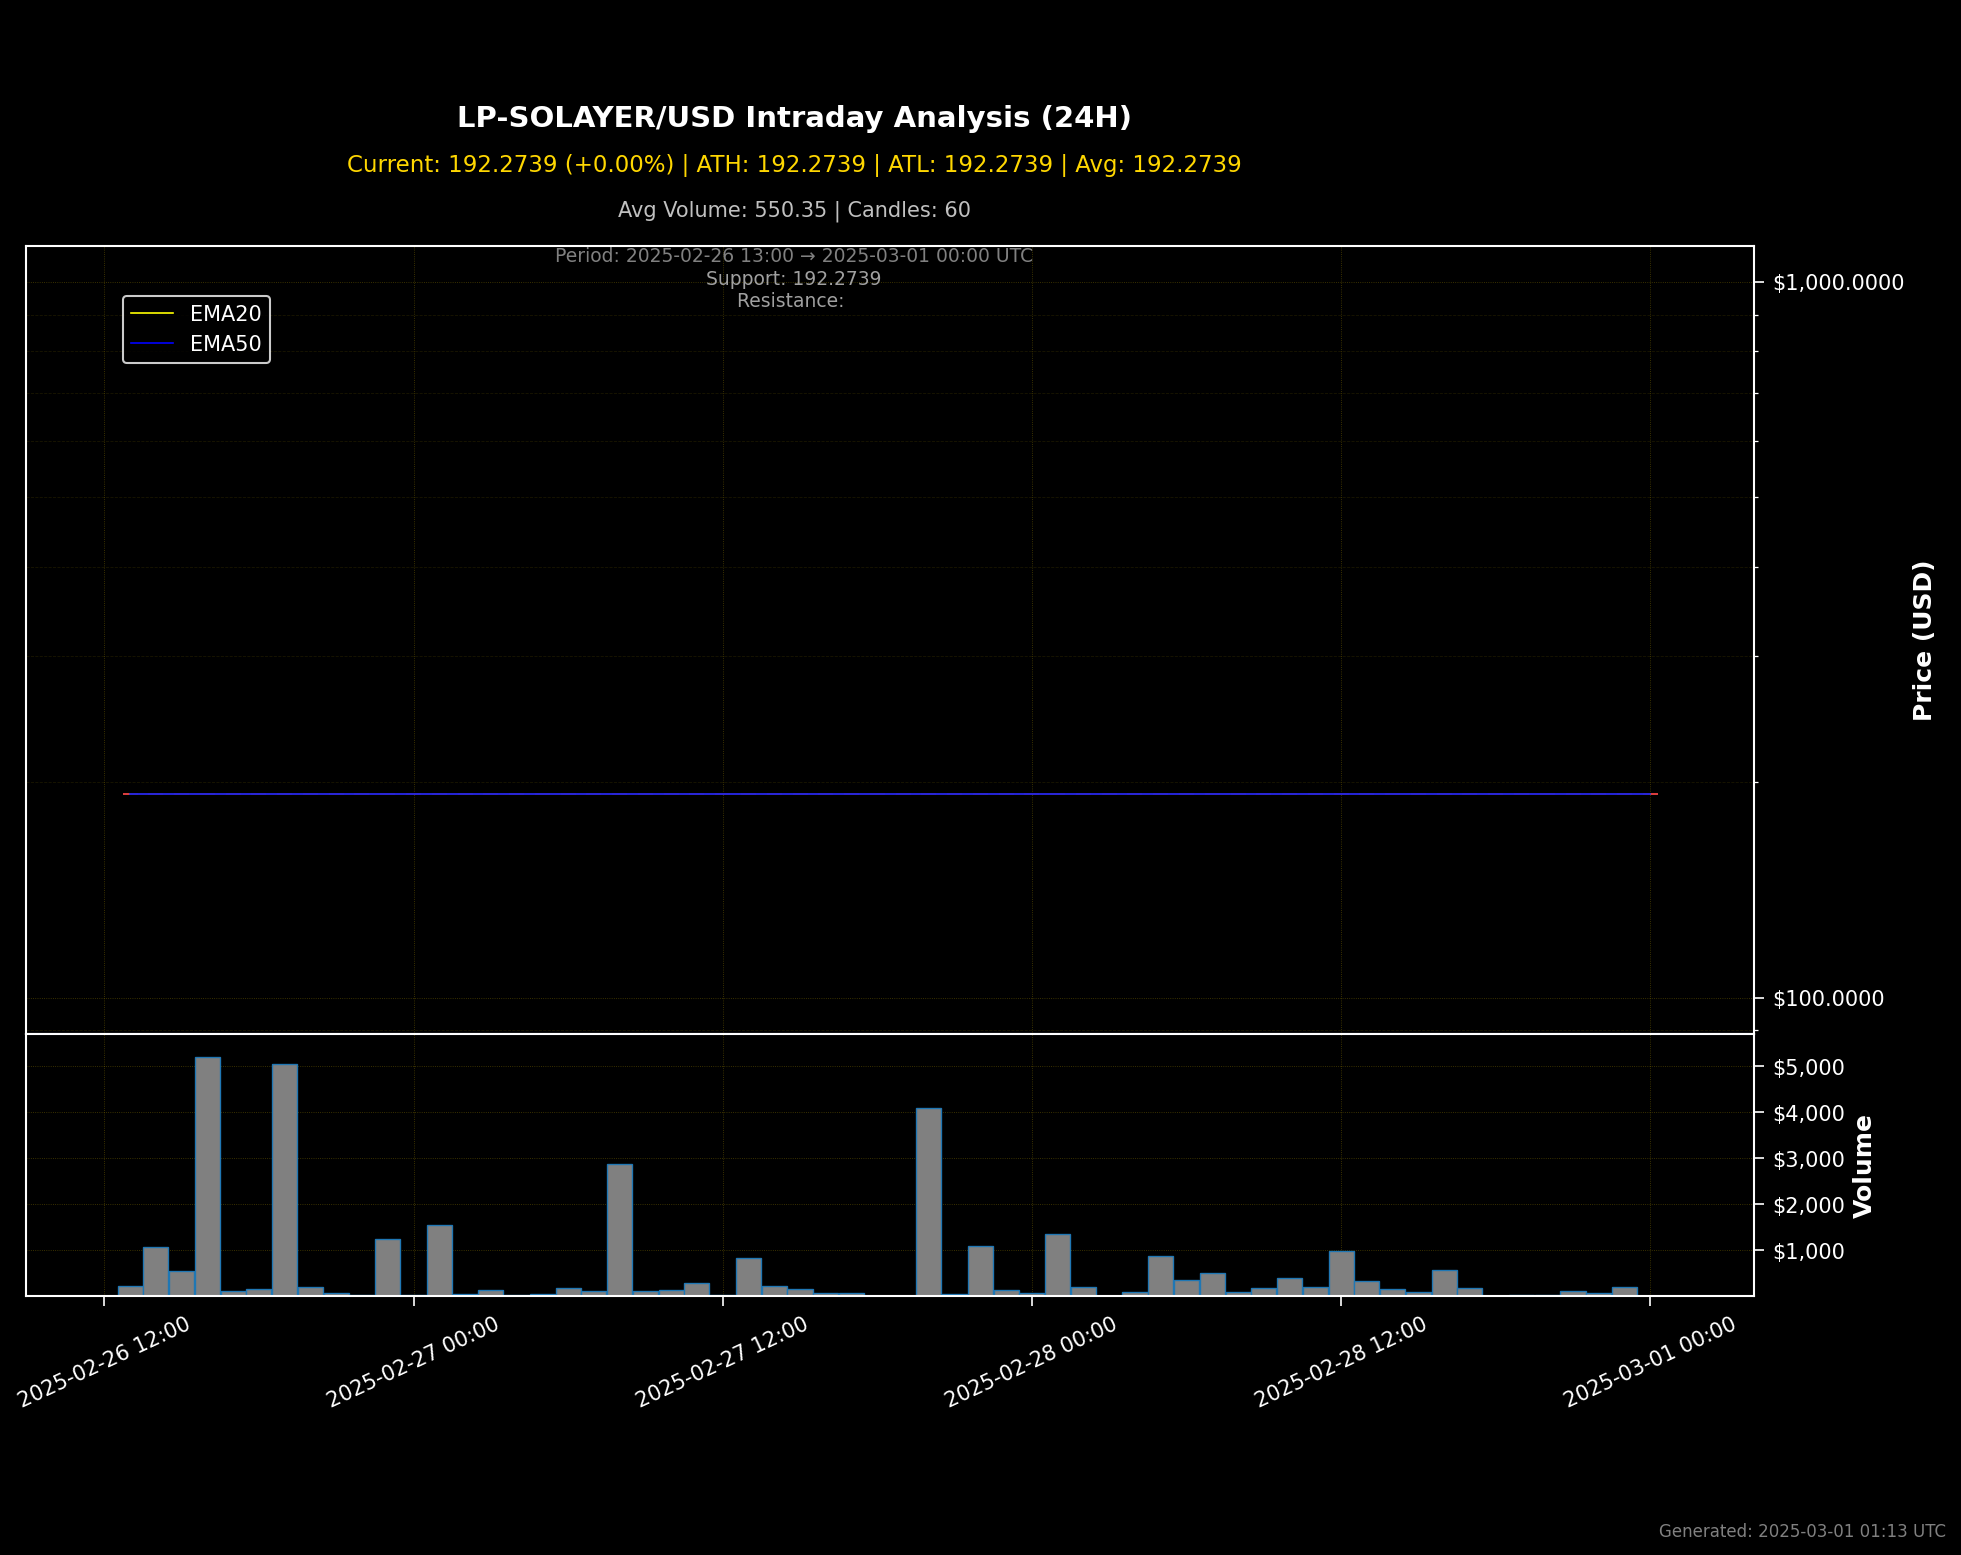 LP-SOLAYER/USD Intraday Analysis (24H)
Current: 192.2739 (+0.00%) | ATH: 192.2739 | ATL: 192.2739 | Avg: 192.2739
Avg Volume: 550.35 | Candles: 60
Period: 2025-02-26 13:00 → 2025-03-01 00:00 UTC
Support: 192.2739
Resistance:
EMA20
EMA50
$1,000.0000
$100.0000
Price (USD)
$5,000
$4,000
$3,000
$2,000
$1,000
Volume
2025-02-26 12:00
2025-02-27 00:00
2025-02-27 12:00
2025-02-28 00:00
2025-02-28 12:00
2025-03-01 00:00
Generated: 2025-03-01 01:13 UTC